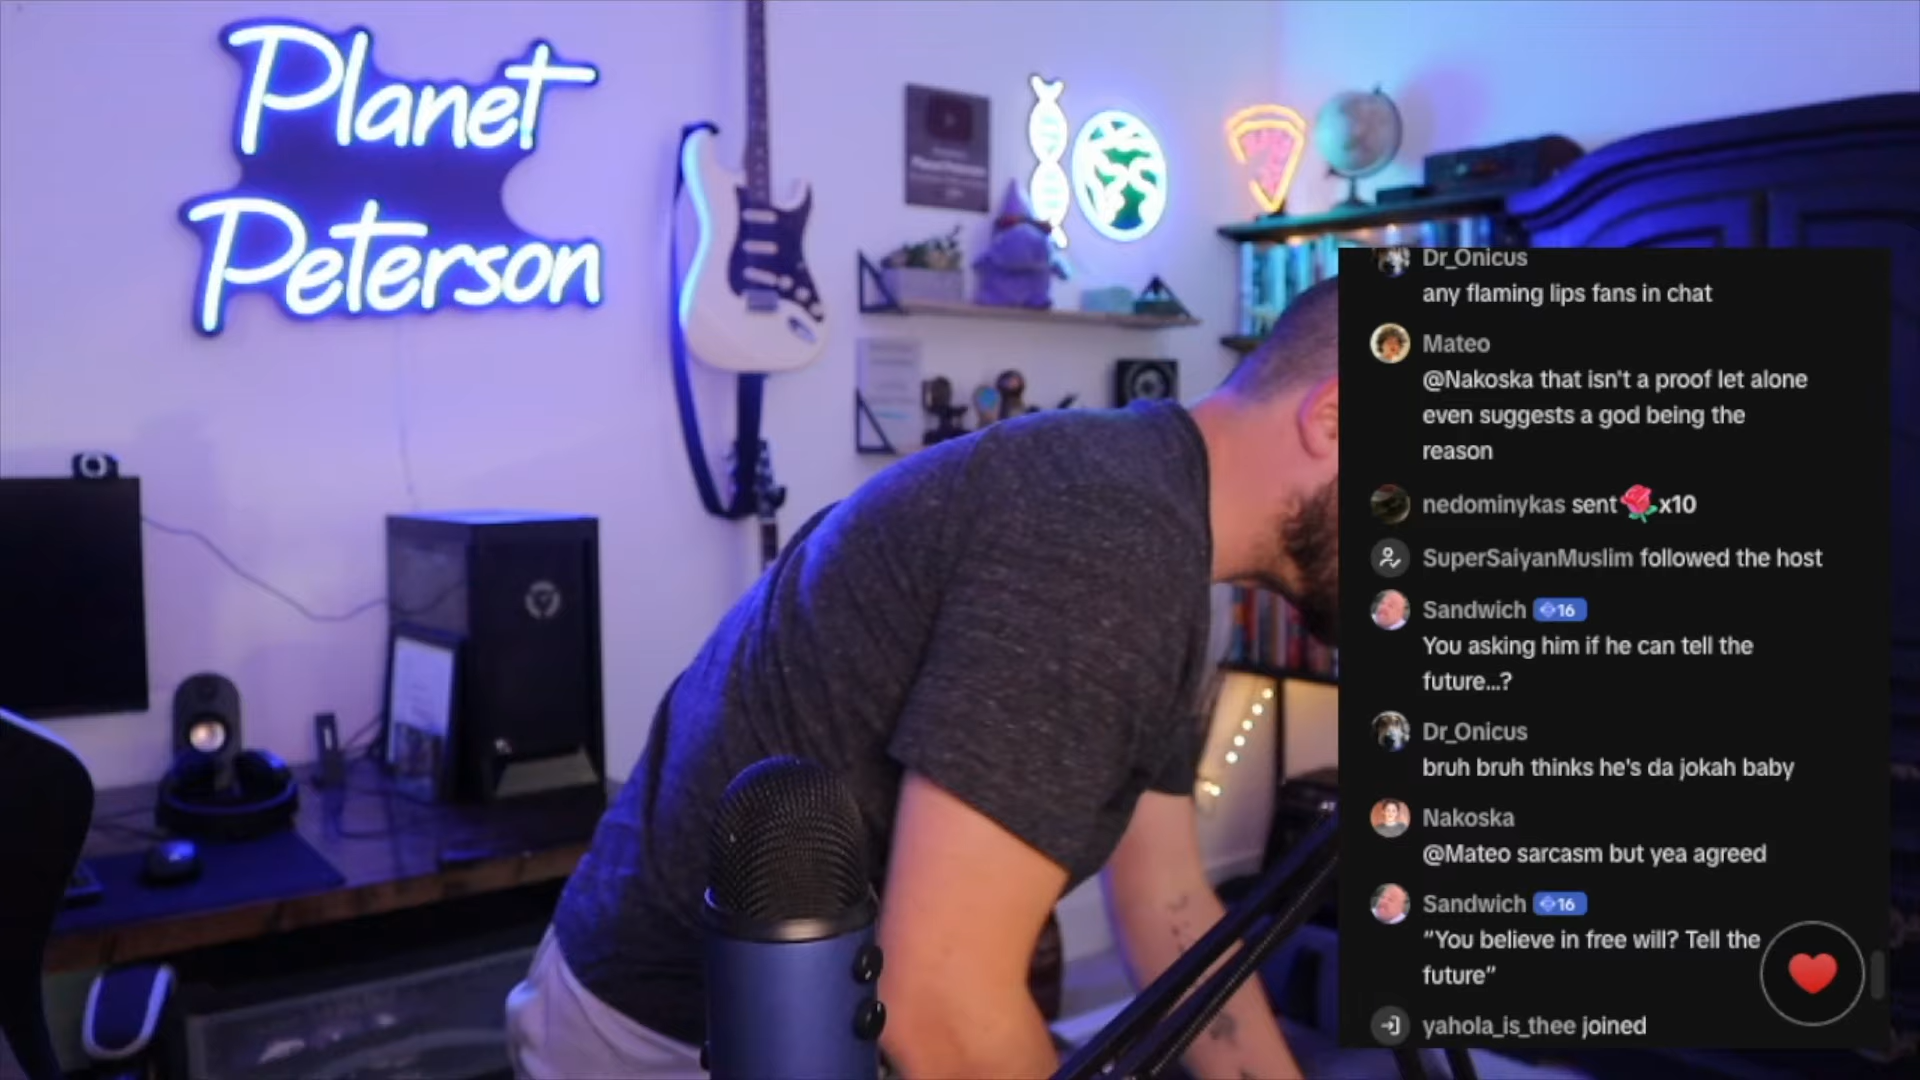 Planet
Peterson
Dr_Onicus
any flaming lips fans in chat
Mateo
@Nakoska that isn't a proof let alone
even suggests a god being the
reason
nedominykas sent x10
SuperSaiyanMuslim followed the host
Sandwich 16
You asking him if he can tell the
future...?
Dr_Onicus
bruh bruh thinks he's da jokah baby
Nakoska
@Mateo sarcasm but yea agreed
Sandwich 16
"You believe in free will? Tell the
future"
yahola_is_thee joined